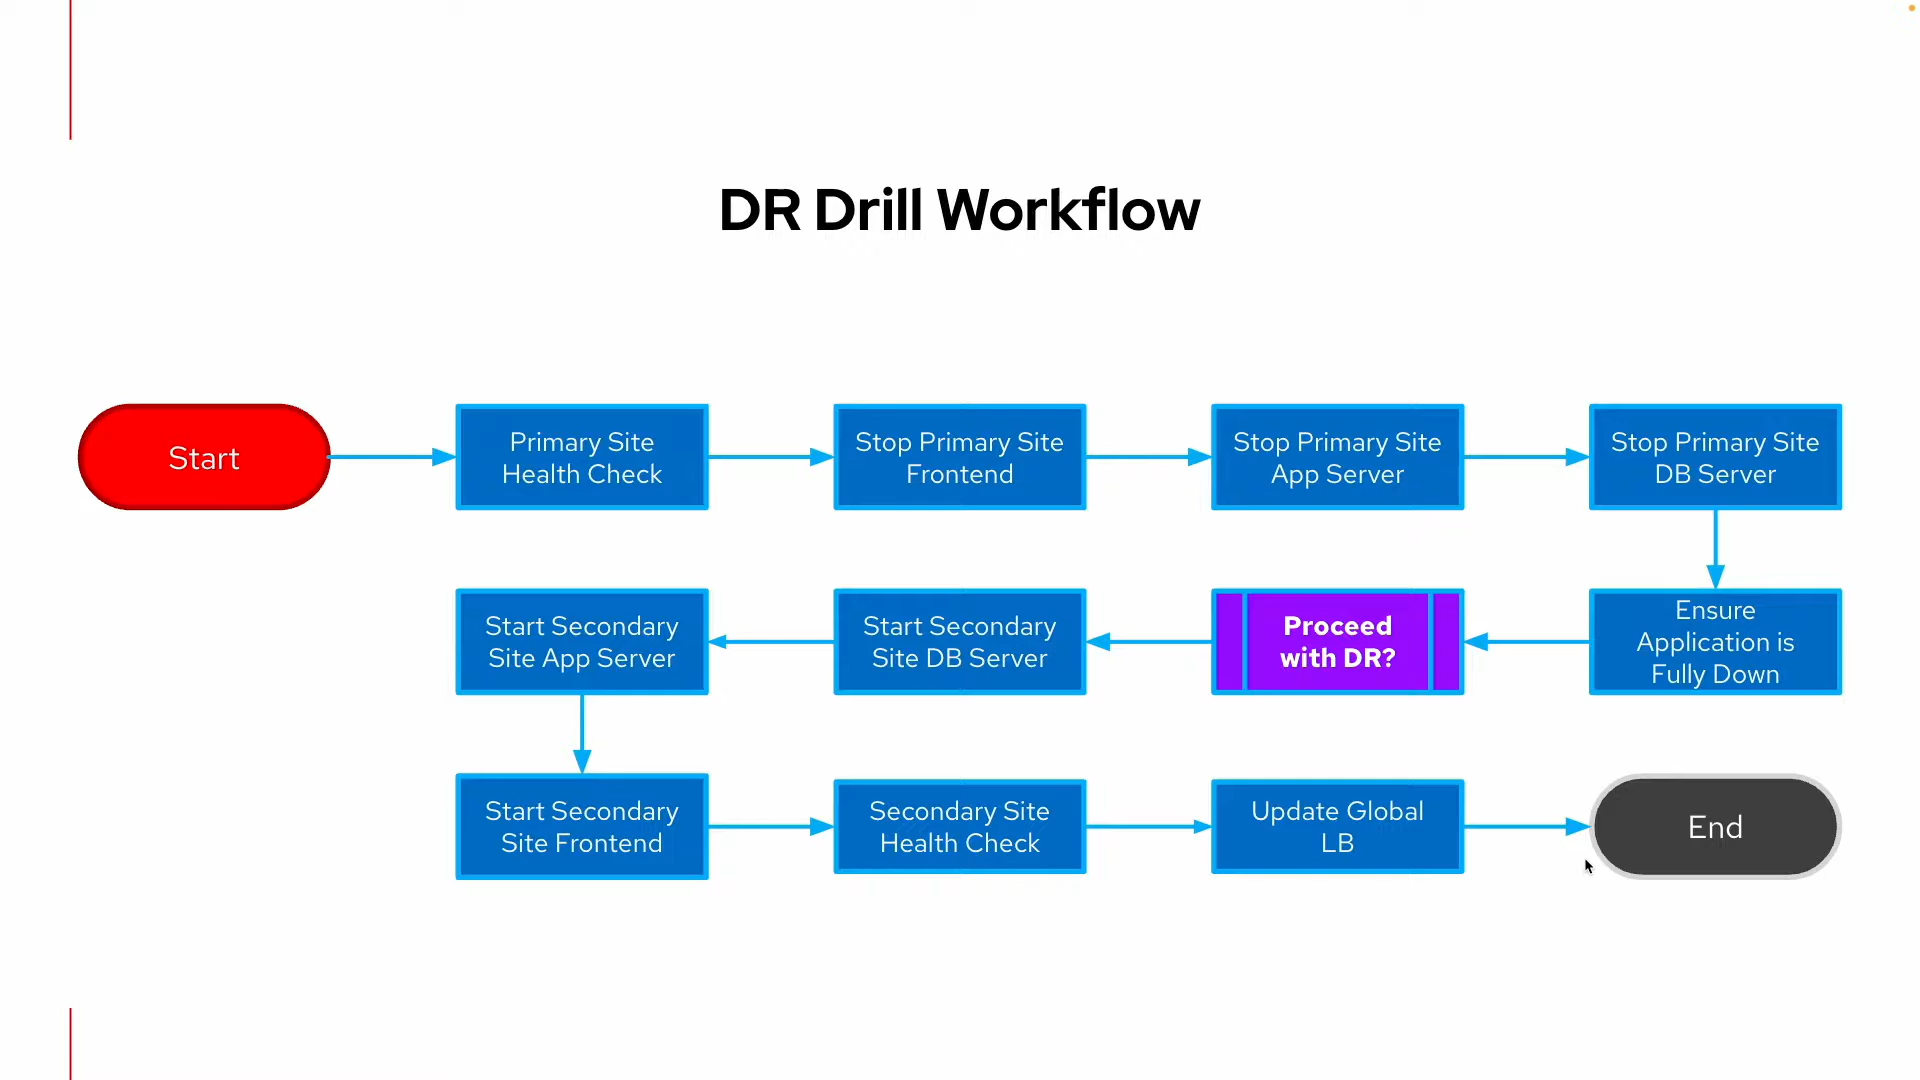 DR Drill Workflow
Start
Primary Site
Health Check
Stop Primary Site
Frontend
Stop Primary Site
App Server
Stop Primary Site
DB Server
Ensure
Application is
Fully Down
Proceed
with DR?
Start Secondary
Site DB Server
Start Secondary
Site App Server
Start Secondary
Site Frontend
Secondary Site
Health Check
Update Global
LB
End